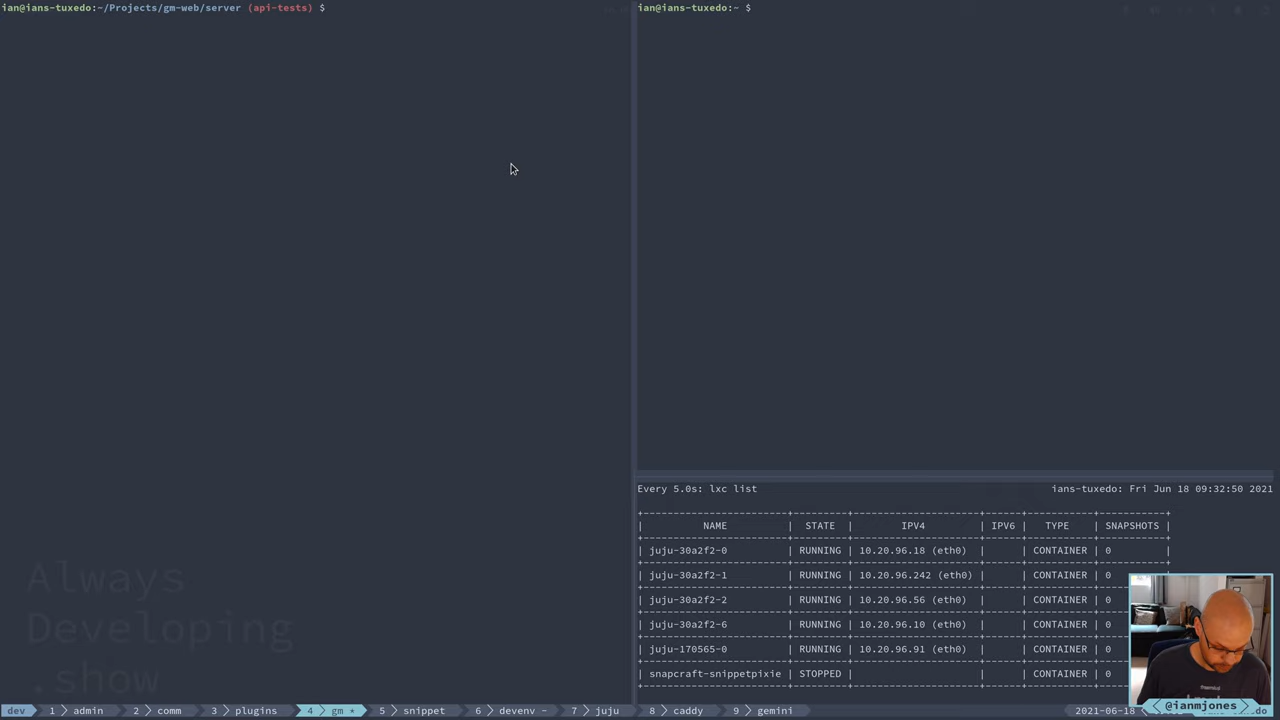 ian@ians-tuxedo:~/Projects/gm-web/server (api-tests) $
ian@ians-tuxedo:~ $
Every 5.0s: lxc list
ians-tuxedo: Fri Jun 18 09:32:50 2021
| NAME | STATE | IPV4 | IPV6 | TYPE | SNAPSHOTS |
| juju-30a2f2-0 | RUNNING | 10.20.96.18 (eth0) | | CONTAINER | 0 |
| juju-30a2f2-1 | RUNNING | 10.20.96.242 (eth0) | | CONTAINER | 0
| juju-30a2f2-2 | RUNNING | 10.20.96.56 (eth0) | | CONTAINER | 0
| juju-30a2f2-6 | RUNNING | 10.20.96.10 (eth0) | | CONTAINER | 0
| juju-170565-0 | RUNNING | 10.20.96.91 (eth0) | | CONTAINER | 0
| snapcraft-snippetpixie | STOPPED | | | CONTAINER | 0
Always
Developing
.show
@ianmjones
dev 1 admin 2 comm 3 plugins 4 gm * 5 snippet 6 devenv - 7 juju 8 caddy 9 gemini 2021-06-18